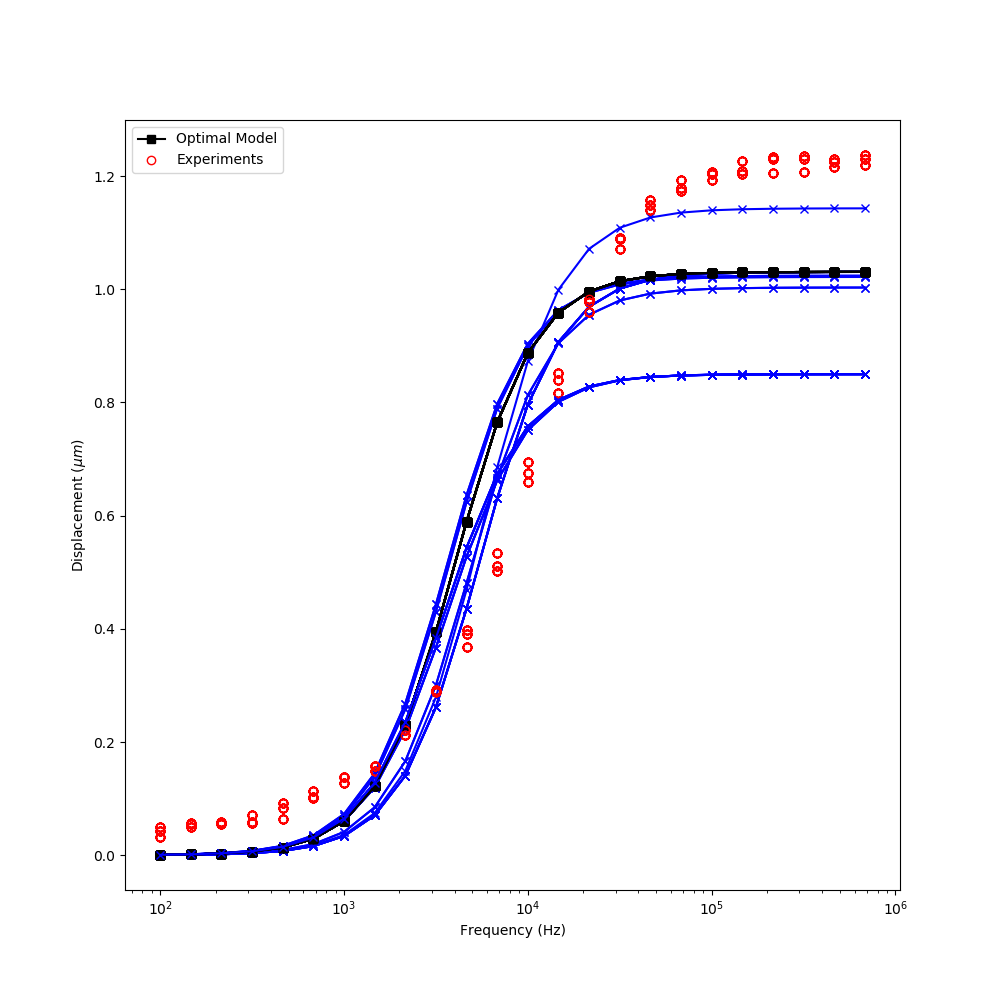 Optimal Model
Experiments
1.2
1.0
0.8
0.6
0.4
0.2
0.0
Displacement (μm)
10² 10³ 10⁴ 10⁵ 10⁶
Frequency (Hz)